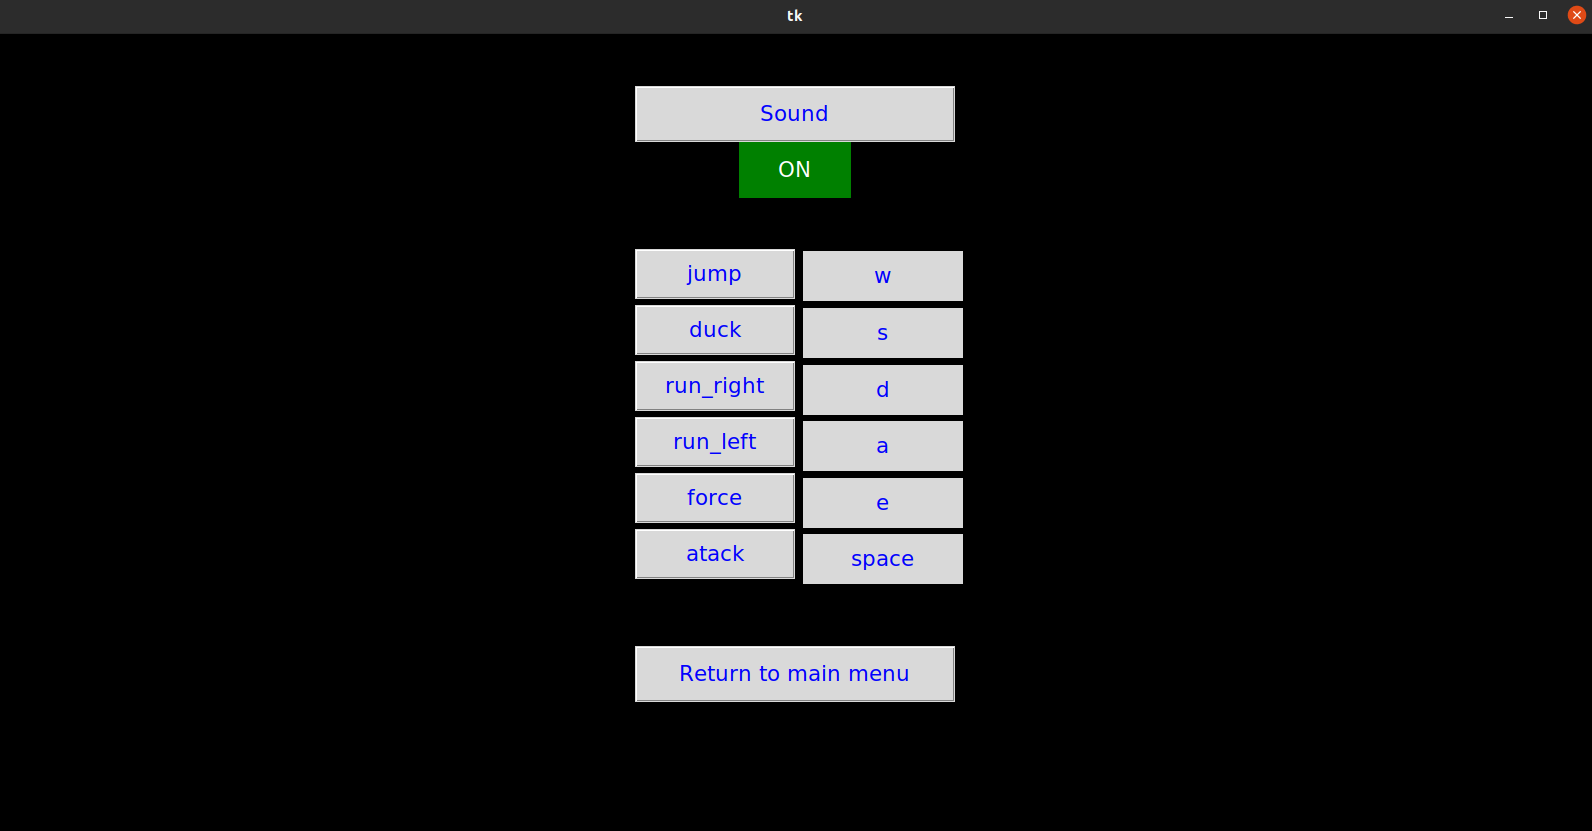 tk
Sound
ON
jump w
duck s
run_right d
run_left a
force e
atack space
Return to main menu